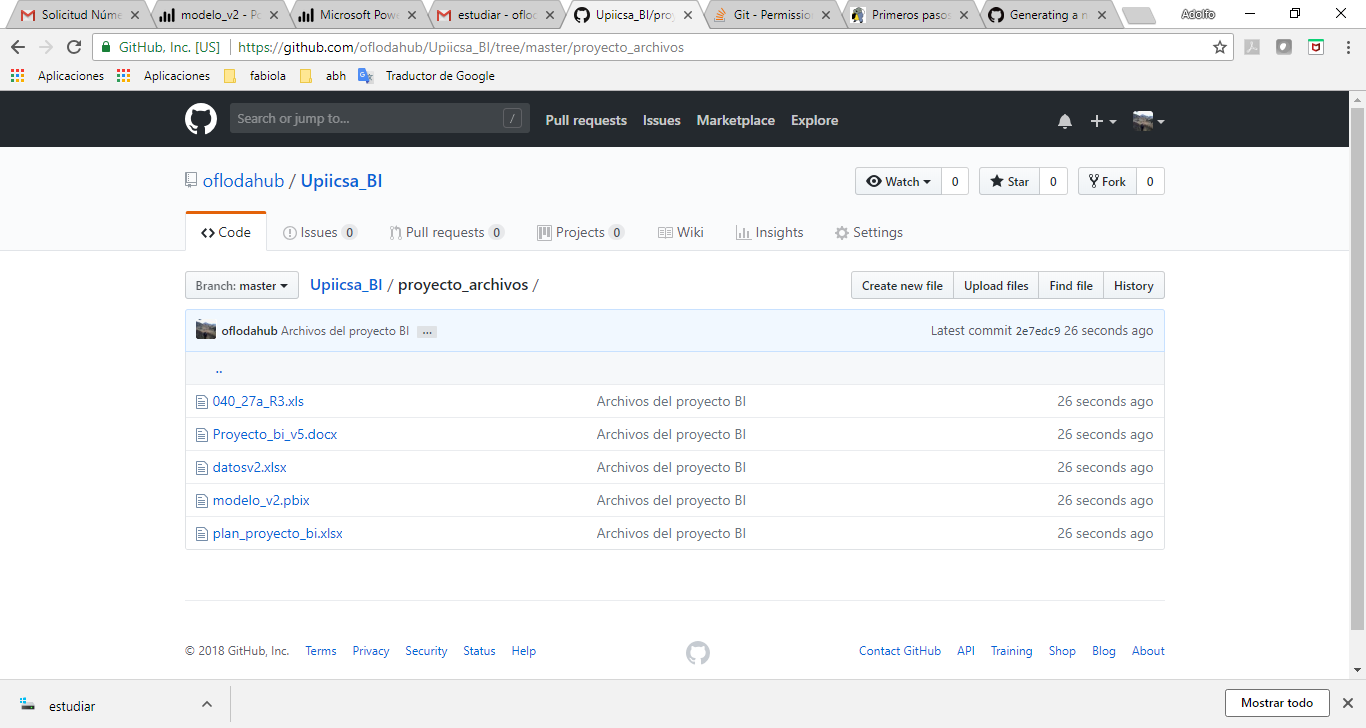 Solicitud Núme modelo_v2 - Po Microsoft Powe estudiar - oflod Upiicsa_BI/proy Git - Permission Primeros pasos Generating a n Adolfo
GitHub, Inc. [US] https://github.com/oflodahub/Upiicsa_BI/tree/master/proyecto_archivos
Aplicaciones Aplicaciones fabiola abh Traductor de Google
Search or jump to... / Pull requests Issues Marketplace Explore
oflodahub / Upiicsa_BI Watch 0 Star 0 Fork 0
Code Issues 0 Pull requests 0 Projects 0 Wiki Insights Settings
Branch: master Upiicsa_BI / proyecto_archivos / Create new file Upload files Find file History
oflodahub Archivos del proyecto BI ... Latest commit 2e7edc9 26 seconds ago
..
040_27a_R3.xls Archivos del proyecto BI 26 seconds ago
Proyecto_bi_v5.docx Archivos del proyecto BI 26 seconds ago
datosv2.xlsx Archivos del proyecto BI 26 seconds ago
modelo_v2.pbix Archivos del proyecto BI 26 seconds ago
plan_proyecto_bi.xlsx Archivos del proyecto BI 26 seconds ago
© 2018 GitHub, Inc. Terms Privacy Security Status Help Contact GitHub API Training Shop Blog About
estudiar Mostrar todo